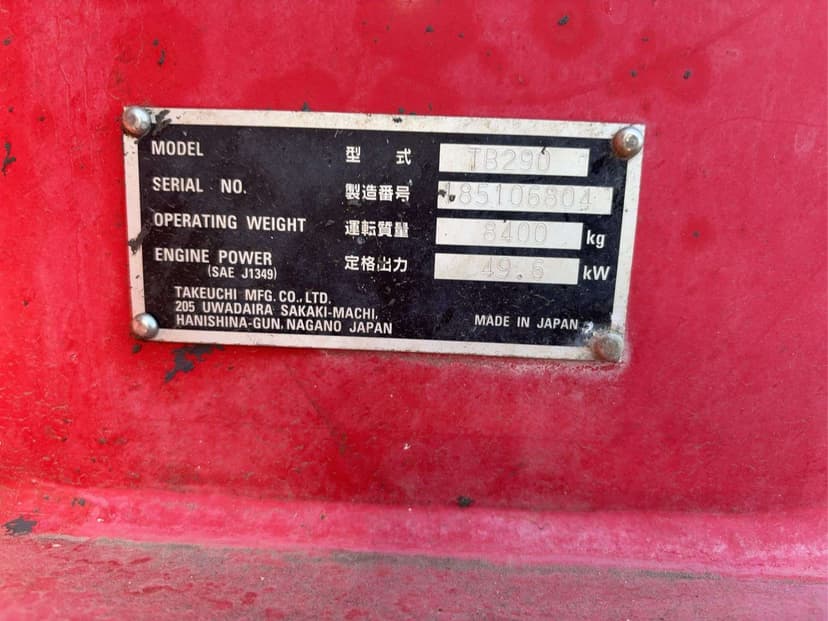 MODEL 型式 TB290
SERIAL NO. 製造番号 185106804
OPERATING WEIGHT 運転質量 8400 kg
ENGINE POWER 定格出力 49.6 kW
(SAE J1349)
TAKEUCHI MFG. CO., LTD.
205 UWADAIRA SAKAKI-MACHI,
HANISHINA-GUN, NAGANO JAPAN MADE IN JAPAN